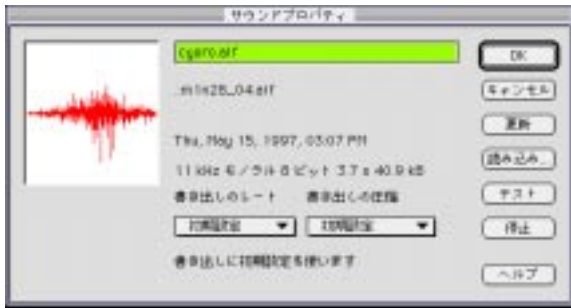 サウンドプロパティ
cyoro.aif
OK
m1n28_04.aif
キャンセル
更新
Thu, May 15, 1997, 03:07 PM
読み込み...
11 kHz モノラル 8 ビット 3.7 s 40.9 kB
書き出しのレート 書き出しの圧縮
テスト
初期設定 初期設定
停止
書き出しに初期設定を使います
ヘルプ